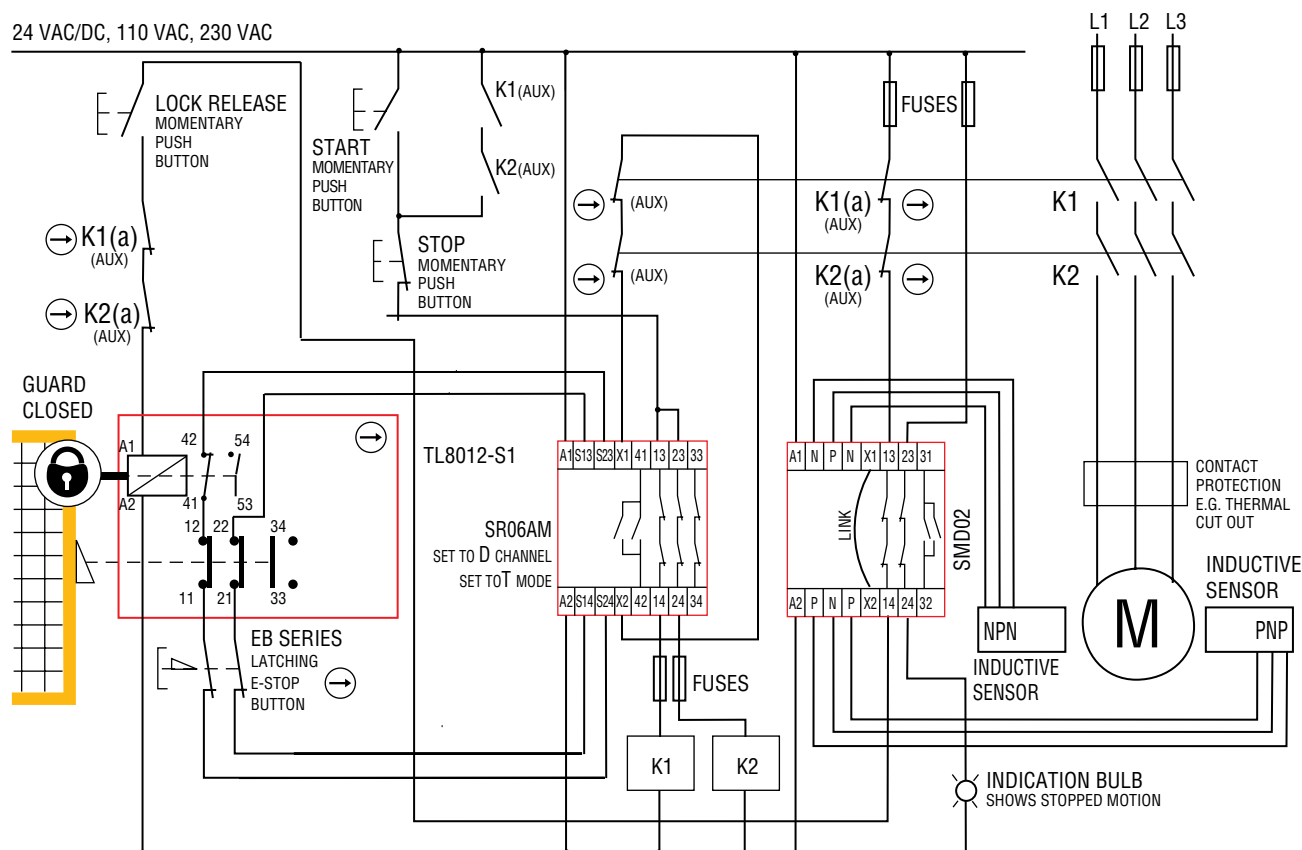 24 VAC/DC, 110 VAC, 230 VAC
L1 L2 L3
LOCK RELEASE
MOMENTARY
PUSH
BUTTON
START
MOMENTARY
PUSH
BUTTON
K1(AUX)
K2(AUX)
FUSES
STOP
MOMENTARY
PUSH
BUTTON
(AUX)
(AUX)
K1(a)
(AUX)
K2(a)
(AUX)
K1(a)
(AUX)
K2(a)
(AUX)
K1
K2
GUARD
CLOSED
A1
A2
42
54
41
53
12 22 34
11 21 33
TL8012-S1
EB SERIES
LATCHING
E-STOP
BUTTON
SR06AM
SET TO D CHANNEL
SET TO T MODE
A1 S13 S23 X1 41 13 23 33
A2 S14 S24 X2 42 14 24 34
FUSES
K1
K2
A1 N P N X1 13 23 31
LINK
A2 P N P X2 14 24 32
SMD02
CONTACT
PROTECTION
E.G. THERMAL
CUT OUT
M
NPN
INDUCTIVE
SENSOR
INDUCTIVE
SENSOR
PNP
INDICATION BULB
SHOWS STOPPED MOTION